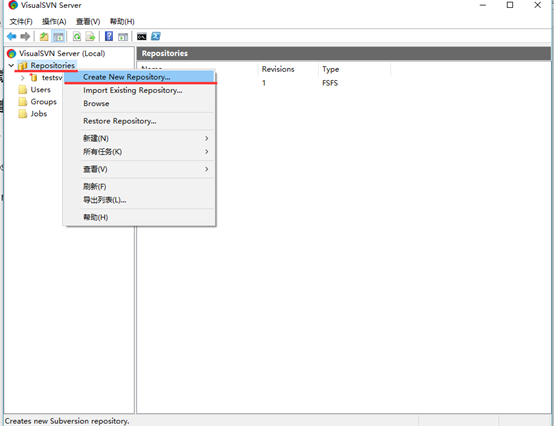 VisualSVN Server
文件(F) 操作(A) 查看(V) 帮助(H)
VisualSVN Server (Local)
Repositories
testsv
Users
Groups
Jobs
Repositories
Name Revisions Type
1 FSFS
Create New Repository...
Import Existing Repository...
Browse
Restore Repository...
新建(N)
所有任务(K)
查看(V)
刷新(F)
导出列表(L)...
帮助(H)
Creates new Subversion repository.